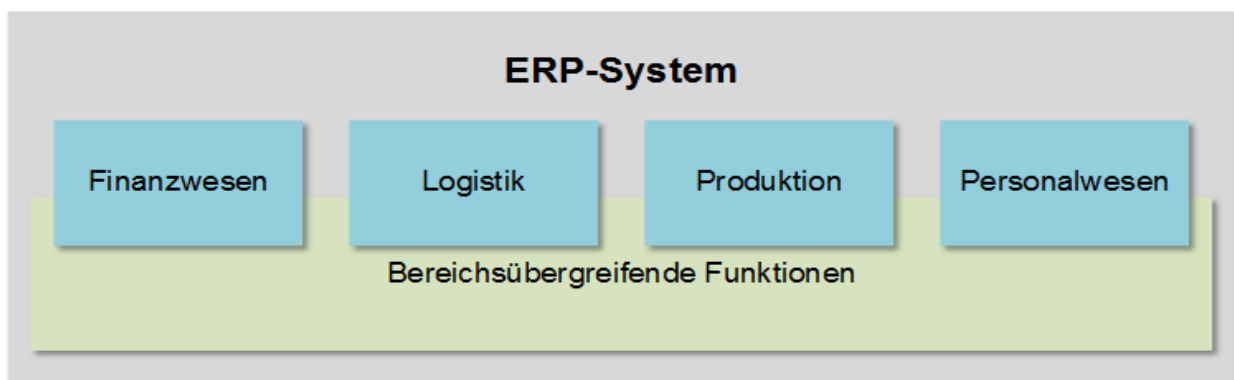 ERP-System
Finanzwesen
Logistik
Produktion
Personalwesen
Bereichsübergreifende Funktionen